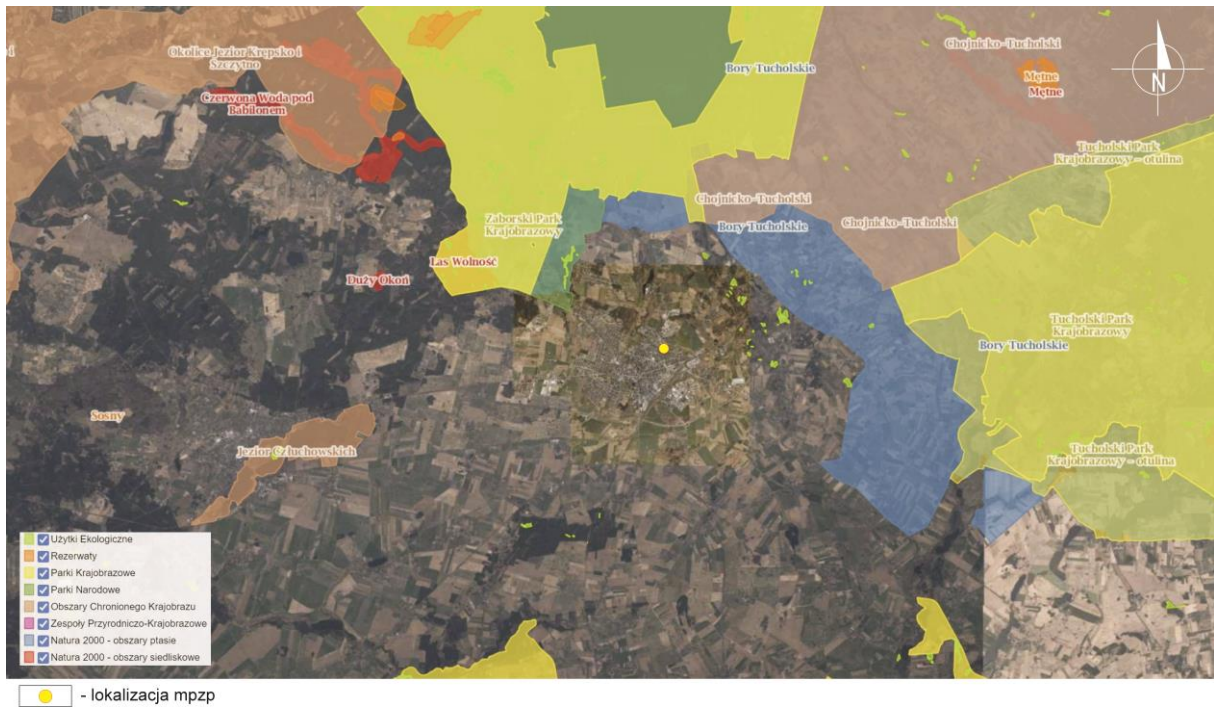 Okolice Jezior Krępsko i
Szczytno
Chojnicko-Tucholski
Bory Tucholskie
Mętne
Mętne
Czerwona Woda pod
Babilonem
N
Tucholski Park
Krajobrazowy - otulina
Chojnicko-Tucholski
Zaborski Park
Krajobrazowy
Bory Tucholskie
Chojnicko-Tucholski
Las Wolność
Duży Okoń
Tucholski Park
Krajobrazowy
Bory Tucholskie
Sosny
Jezior Człuchowskich
Tucholski Park
Krajobrazowy - otulina
Użytki Ekologiczne
Rezerwaty
Parki Krajobrazowe
Parki Narodowe
Obszary Chronionego Krajobrazu
Zespoły Przyrodniczo-Krajobrazowe
Natura 2000 - obszary ptasie
Natura 2000 - obszary siedliskowe
- lokalizacja mpzp